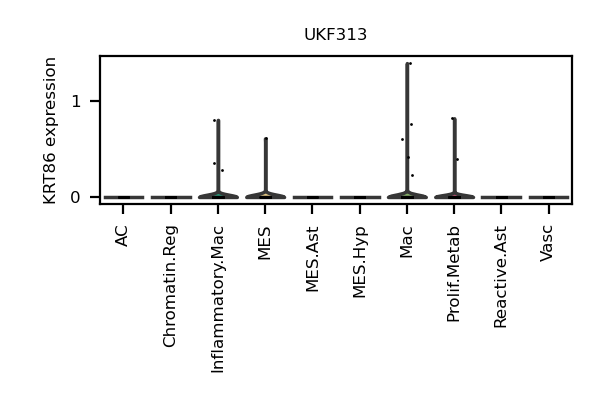 UKF313
KRT86 expression
1
0
AC
Chromatin.Reg
Inflammatory.Mac
MES
MES.Ast
MES.Hyp
Mac
Prolif.Metab
Reactive.Ast
Vasc